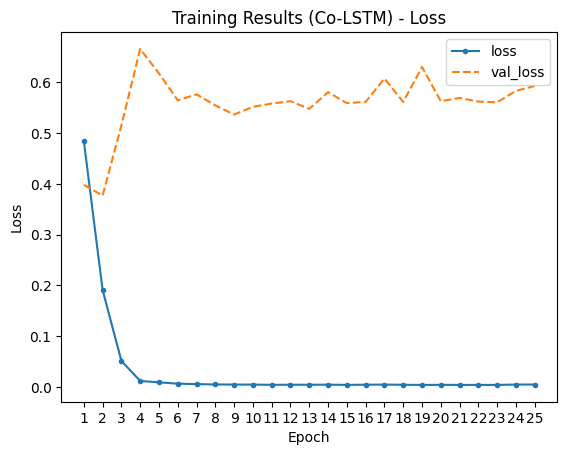 Training Results (Co-LSTM) - Loss
loss
val_loss
Loss
0.6
0.5
0.4
0.3
0.2
0.1
0.0
1 2 3 4 5 6 7 8 9 10 11 12 13 14 15 16 17 18 19 20 21 22 23 24 25
Epoch